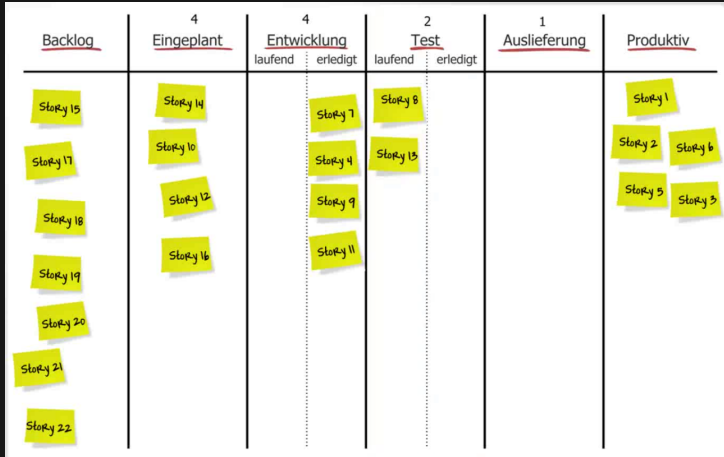 4 4 2 1
Backlog Eingeplant Entwicklung Test Auslieferung Produktiv
laufend erledigt laufend erledigt
Story 15 Story 14 Story 7 Story 8 Story 1
Story 17 Story 10 Story 4 Story 13 Story 2 Story 6
Story 18 Story 12 Story 9 Story 5 Story 3
Story 19 Story 16 Story 11
Story 20
Story 21
Story 22